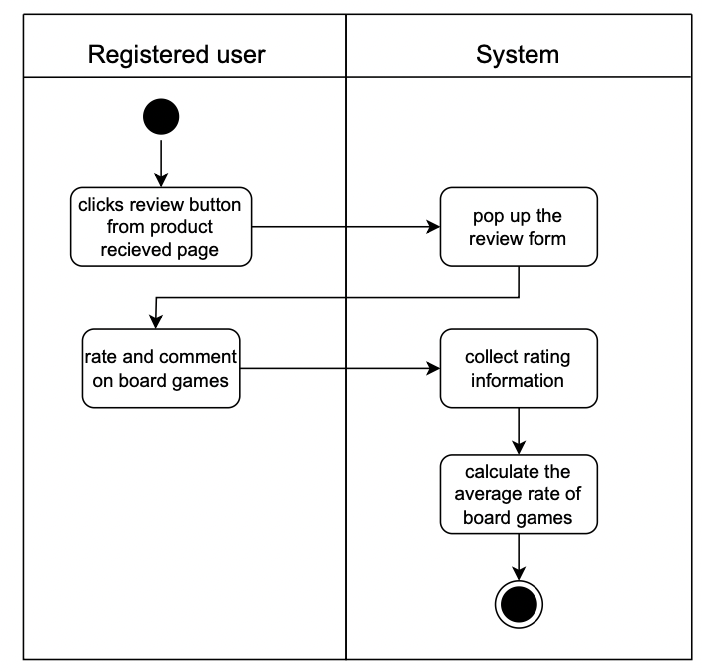 Registered user
System
clicks review button
from product
recieved page
pop up the
review form
rate and comment
on board games
collect rating
information
calculate the
average rate of
board games